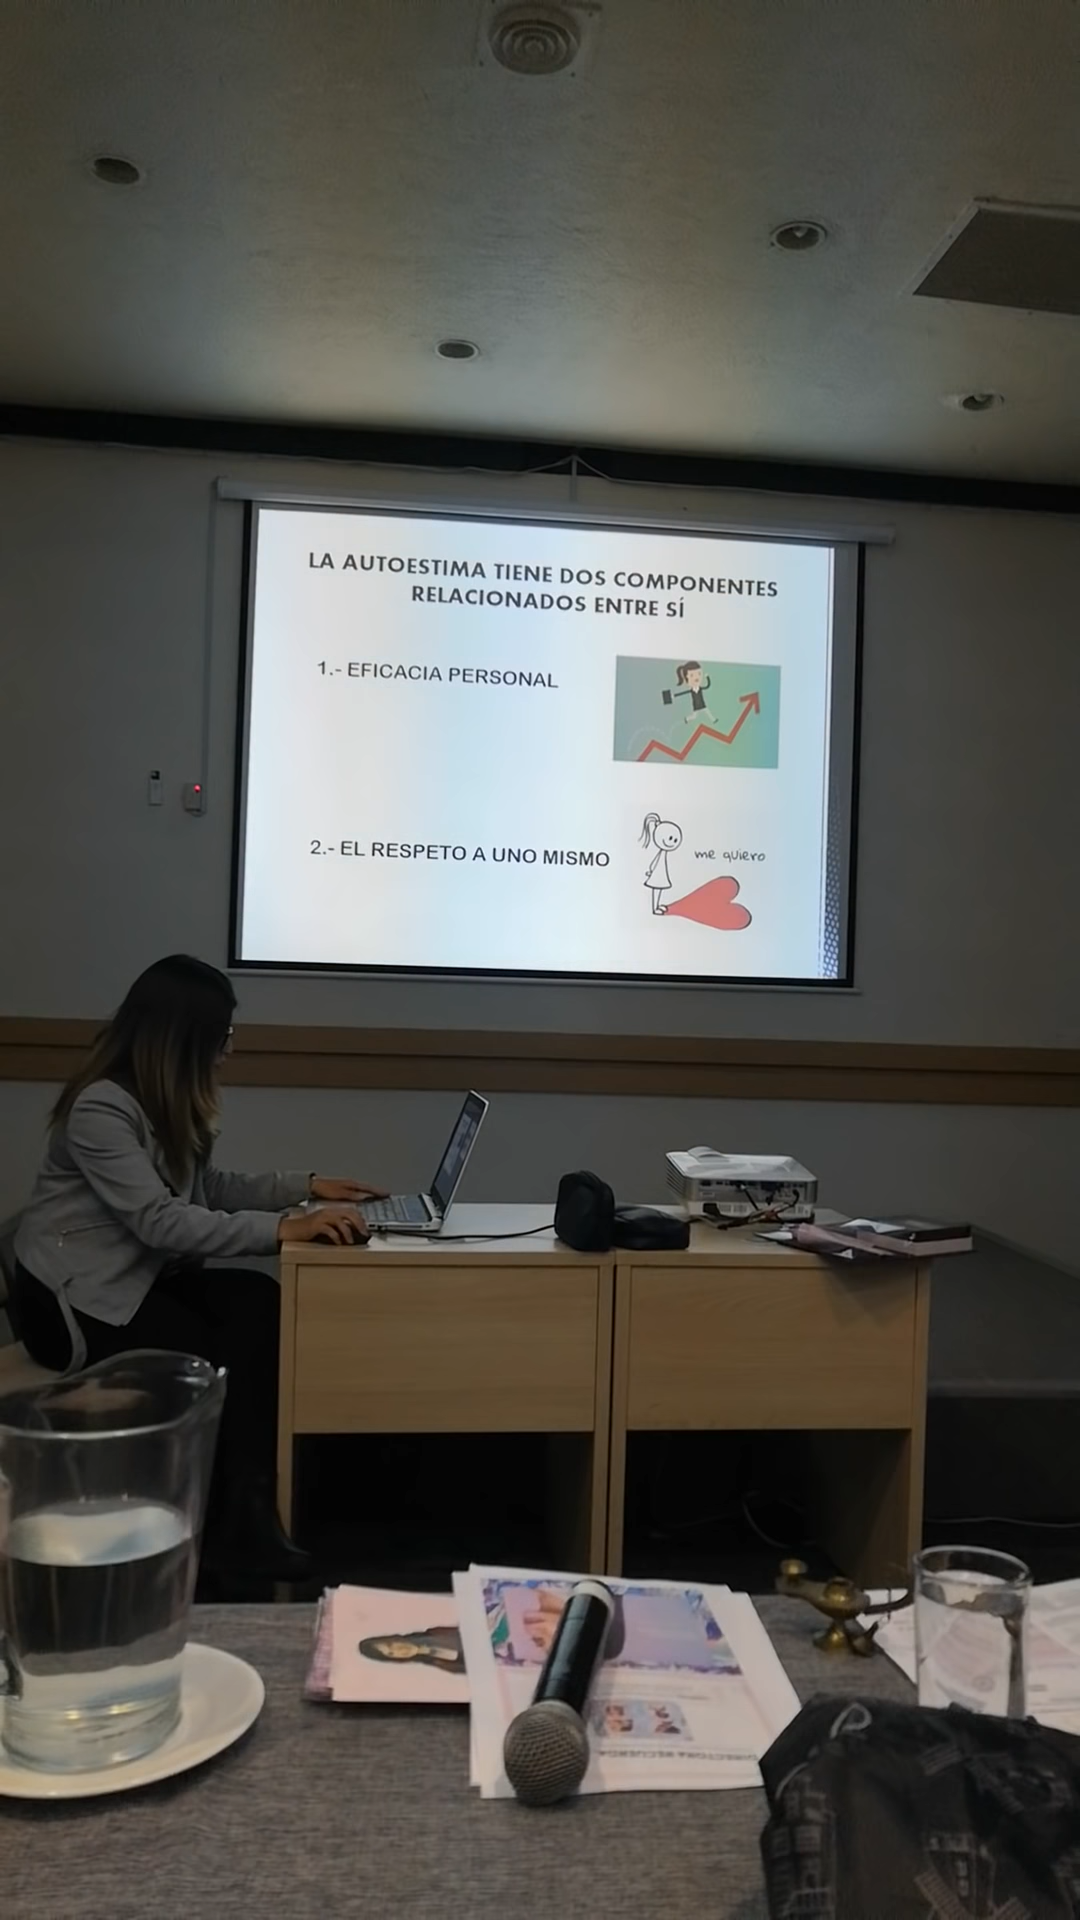 LA AUTOESTIMA TIENE DOS COMPONENTES
RELACIONADOS ENTRE SÍ
1.- EFICACIA PERSONAL
2.- EL RESPETO A UNO MISMO
me quiero